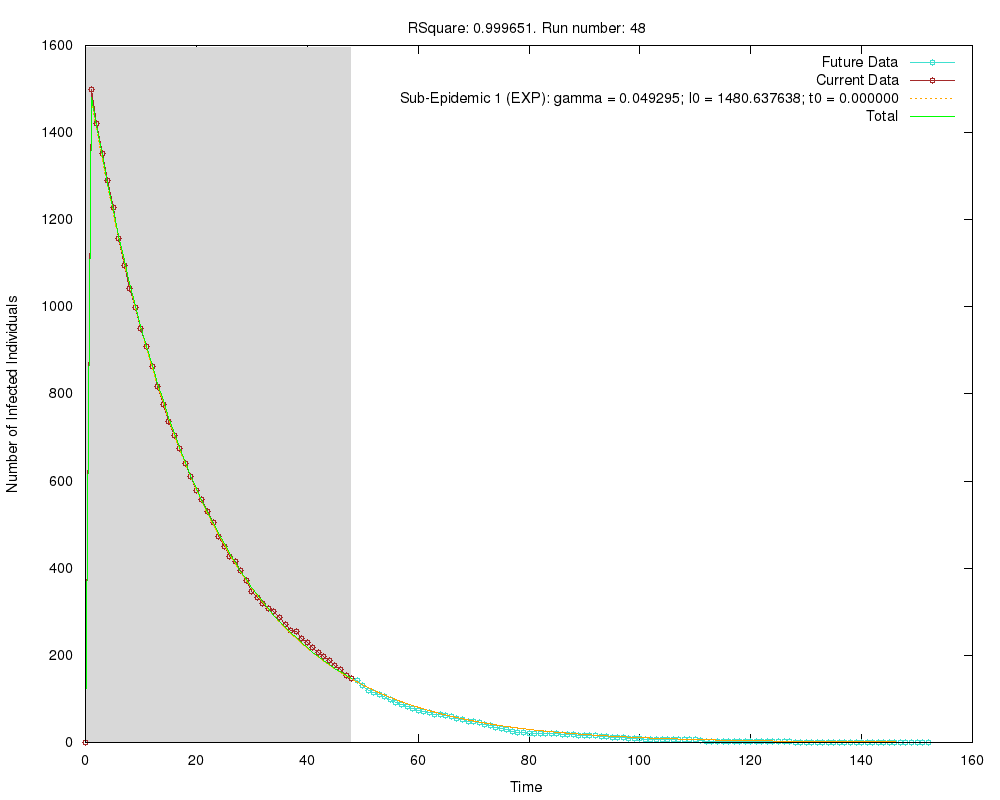 RSquare: 0.999651. Run number: 48
Future Data
Current Data
Sub-Epidemic 1 (EXP): gamma = 0.049295; I0 = 1480.637638; t0 = 0.000000
Total
1600
1400
1200
1000
800
600
400
200
0
Number of Infected Individuals
0 20 40 60 80 100 120 140 160
Time